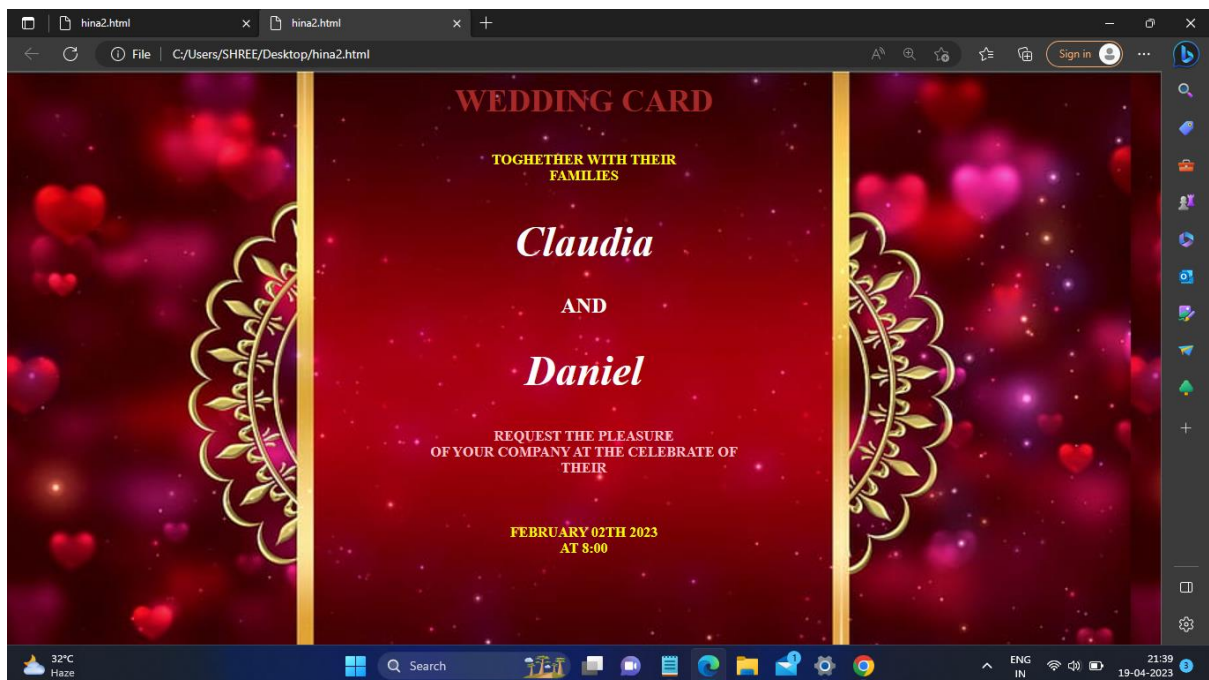 hina2.html
hina2.html
File
C:/Users/SHREE/Desktop/hina2.html
Sign in
WEDDING CARD
TOGHETHER WITH THEIR
FAMILIES
Claudia
AND
Daniel
REQUEST THE PLEASURE
OF YOUR COMPANY AT THE CELEBRATE OF
THEIR
FEBRUARY 02TH 2023
AT 8:00
32°C
Haze
Search
1
ENG
IN
21:39
19-04-2023
3